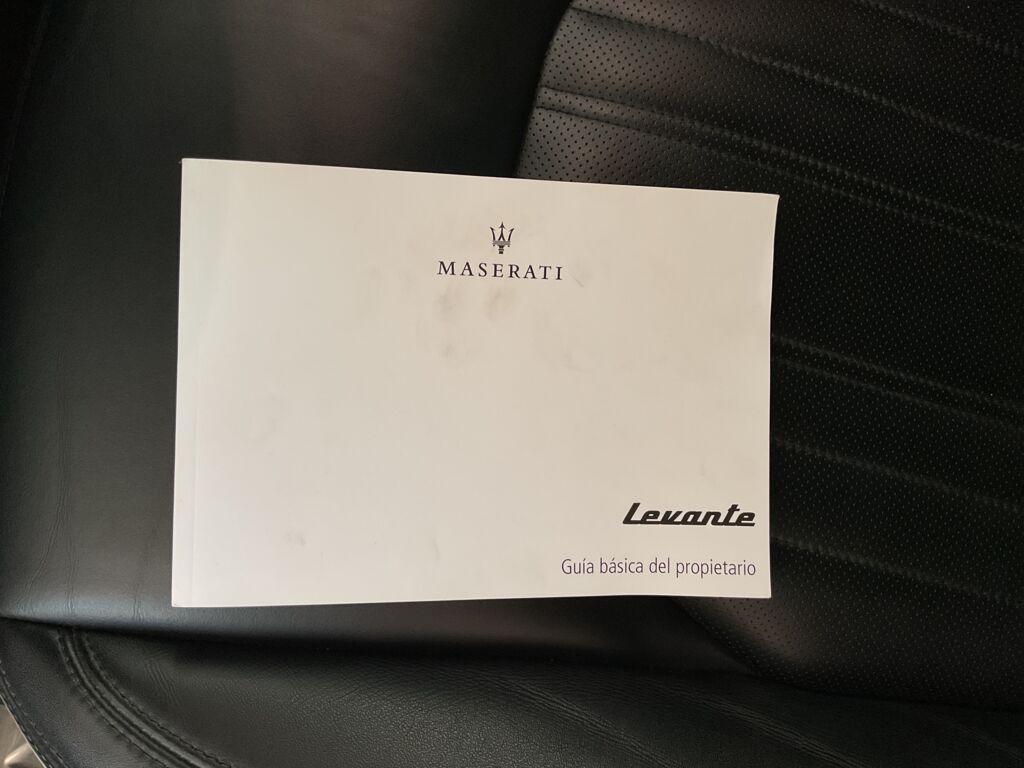 MASERATI
Levante
Guía básica del propietario